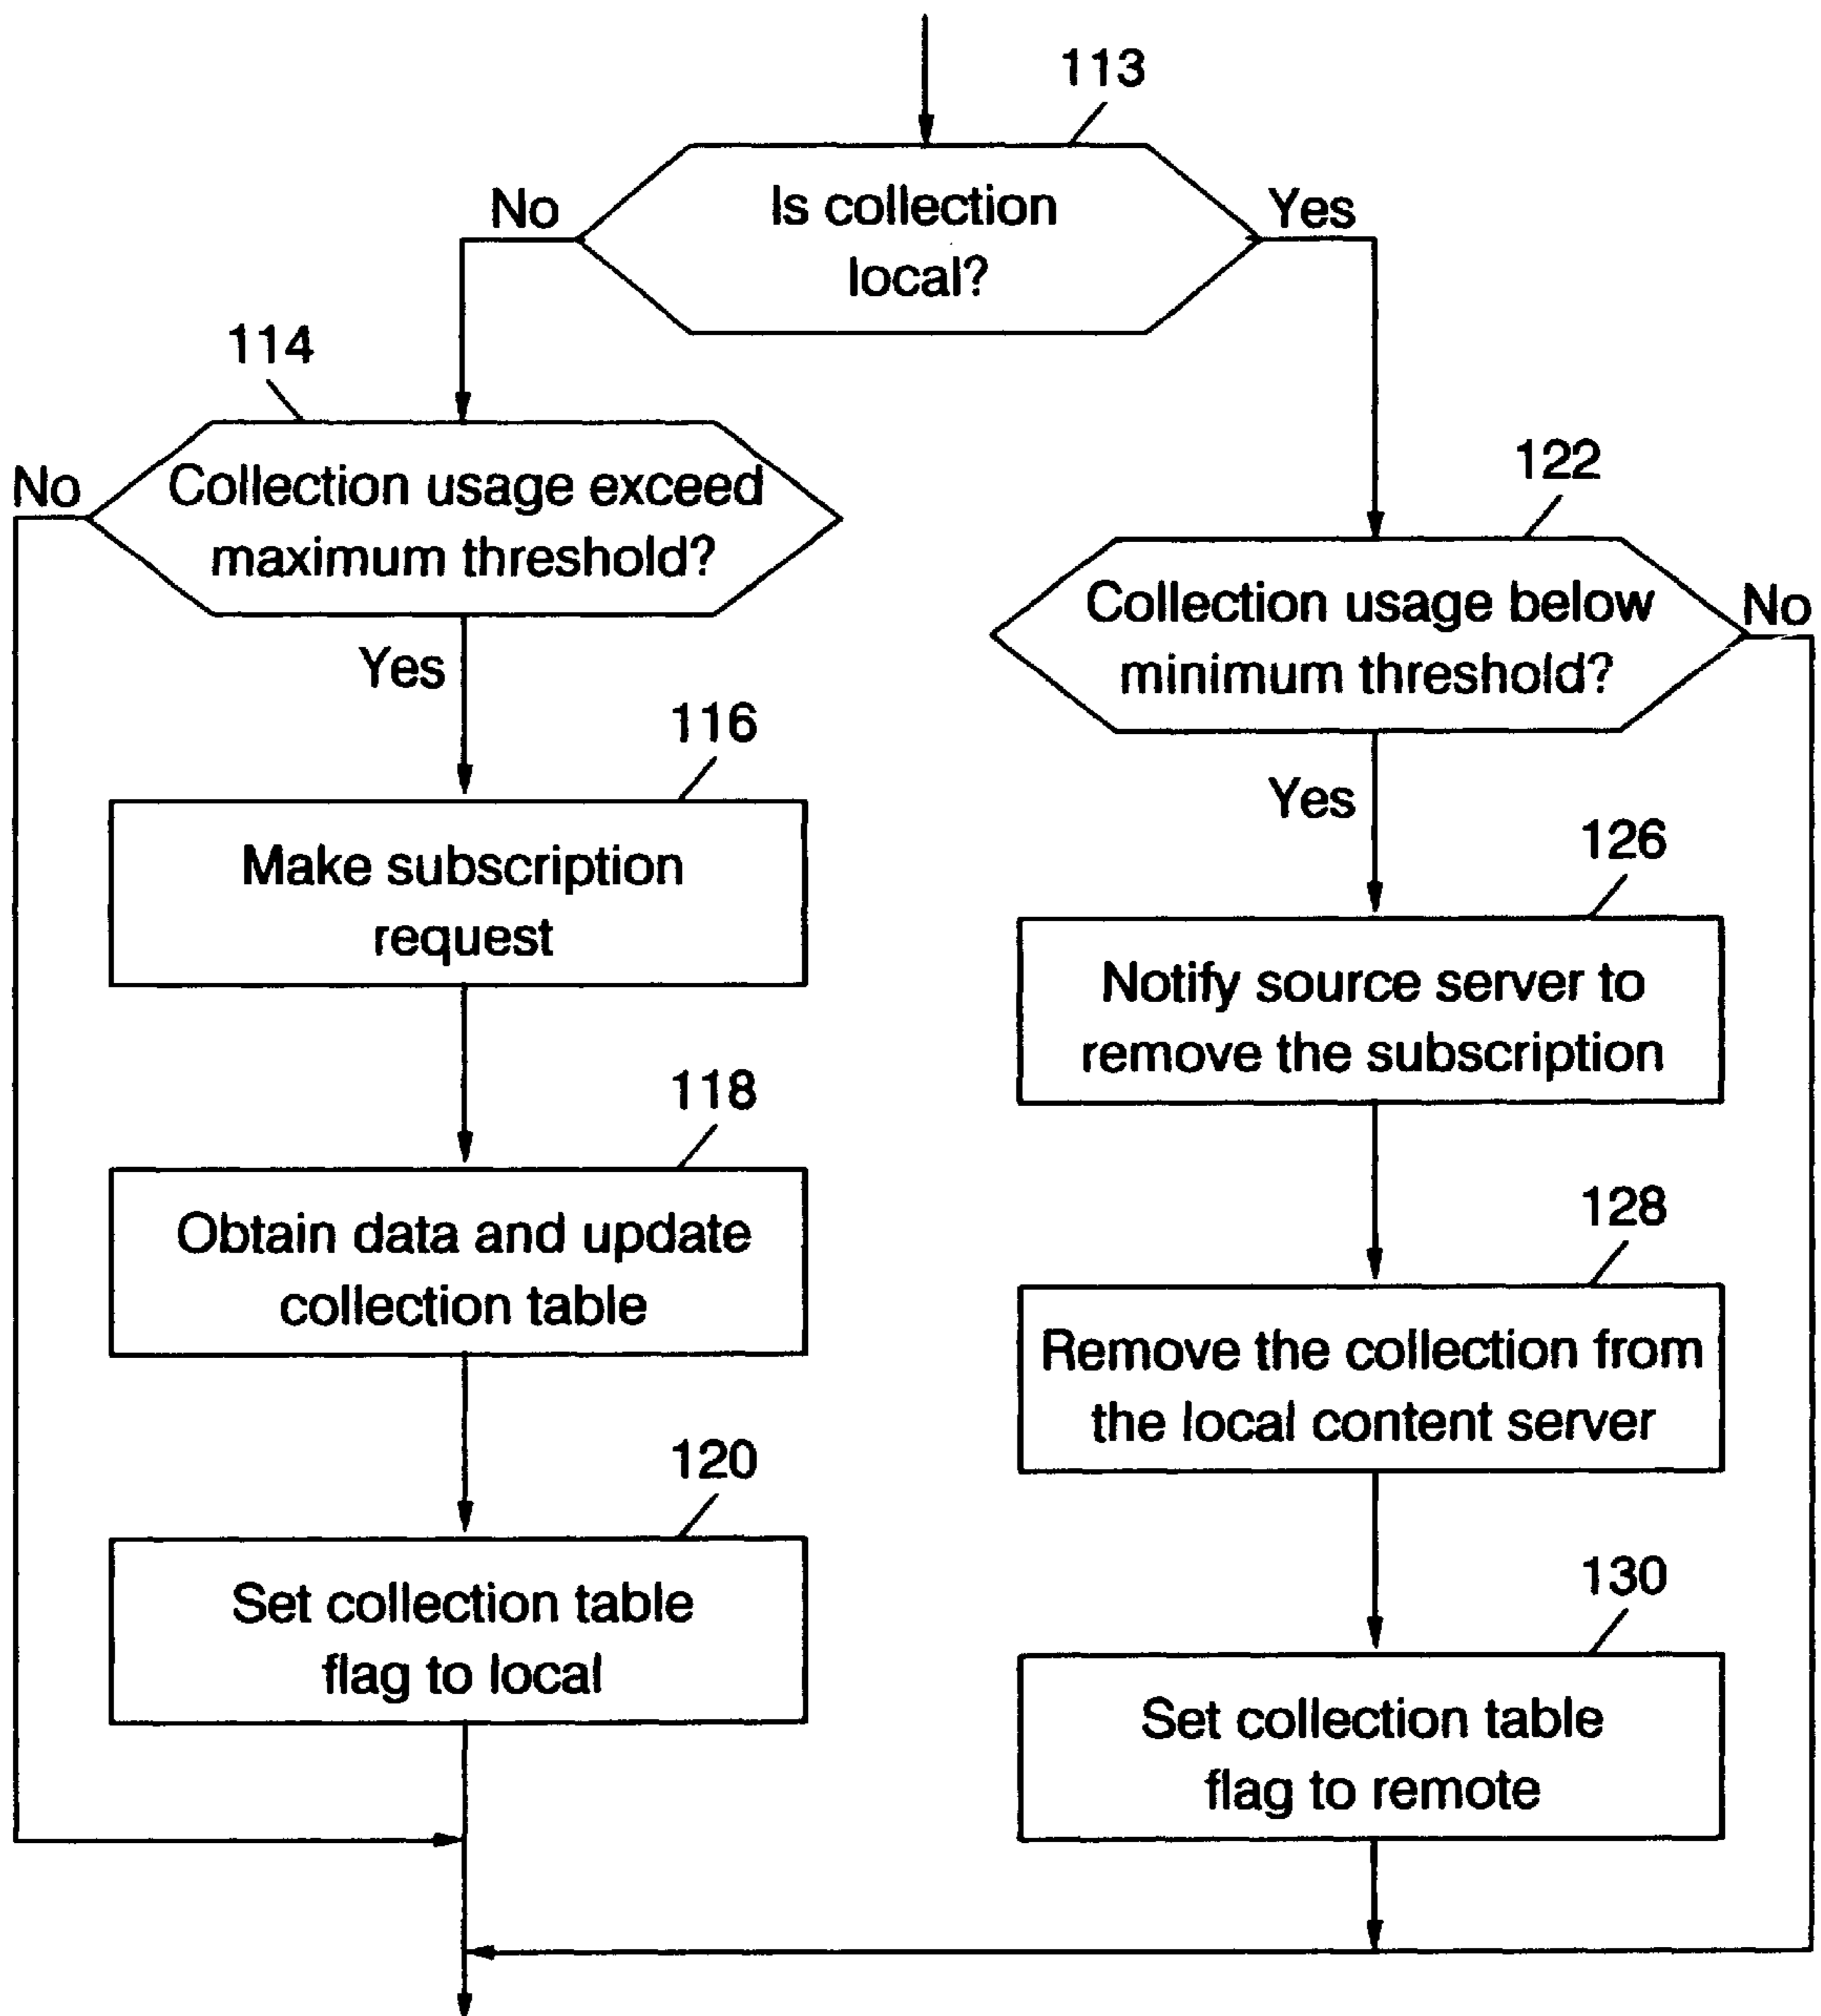 113
No
Is collection
local?
Yes
114
No
Collection usage exceed
maximum threshold?
Yes
122
Collection usage below
minimum threshold?
No
Yes
116
Make subscription
request
126
Notify source server to
remove the subscription
118
Obtain data and update
collection table
128
Remove the collection from
the local content server
120
Set collection table
flag to local
130
Set collection table
flag to remote